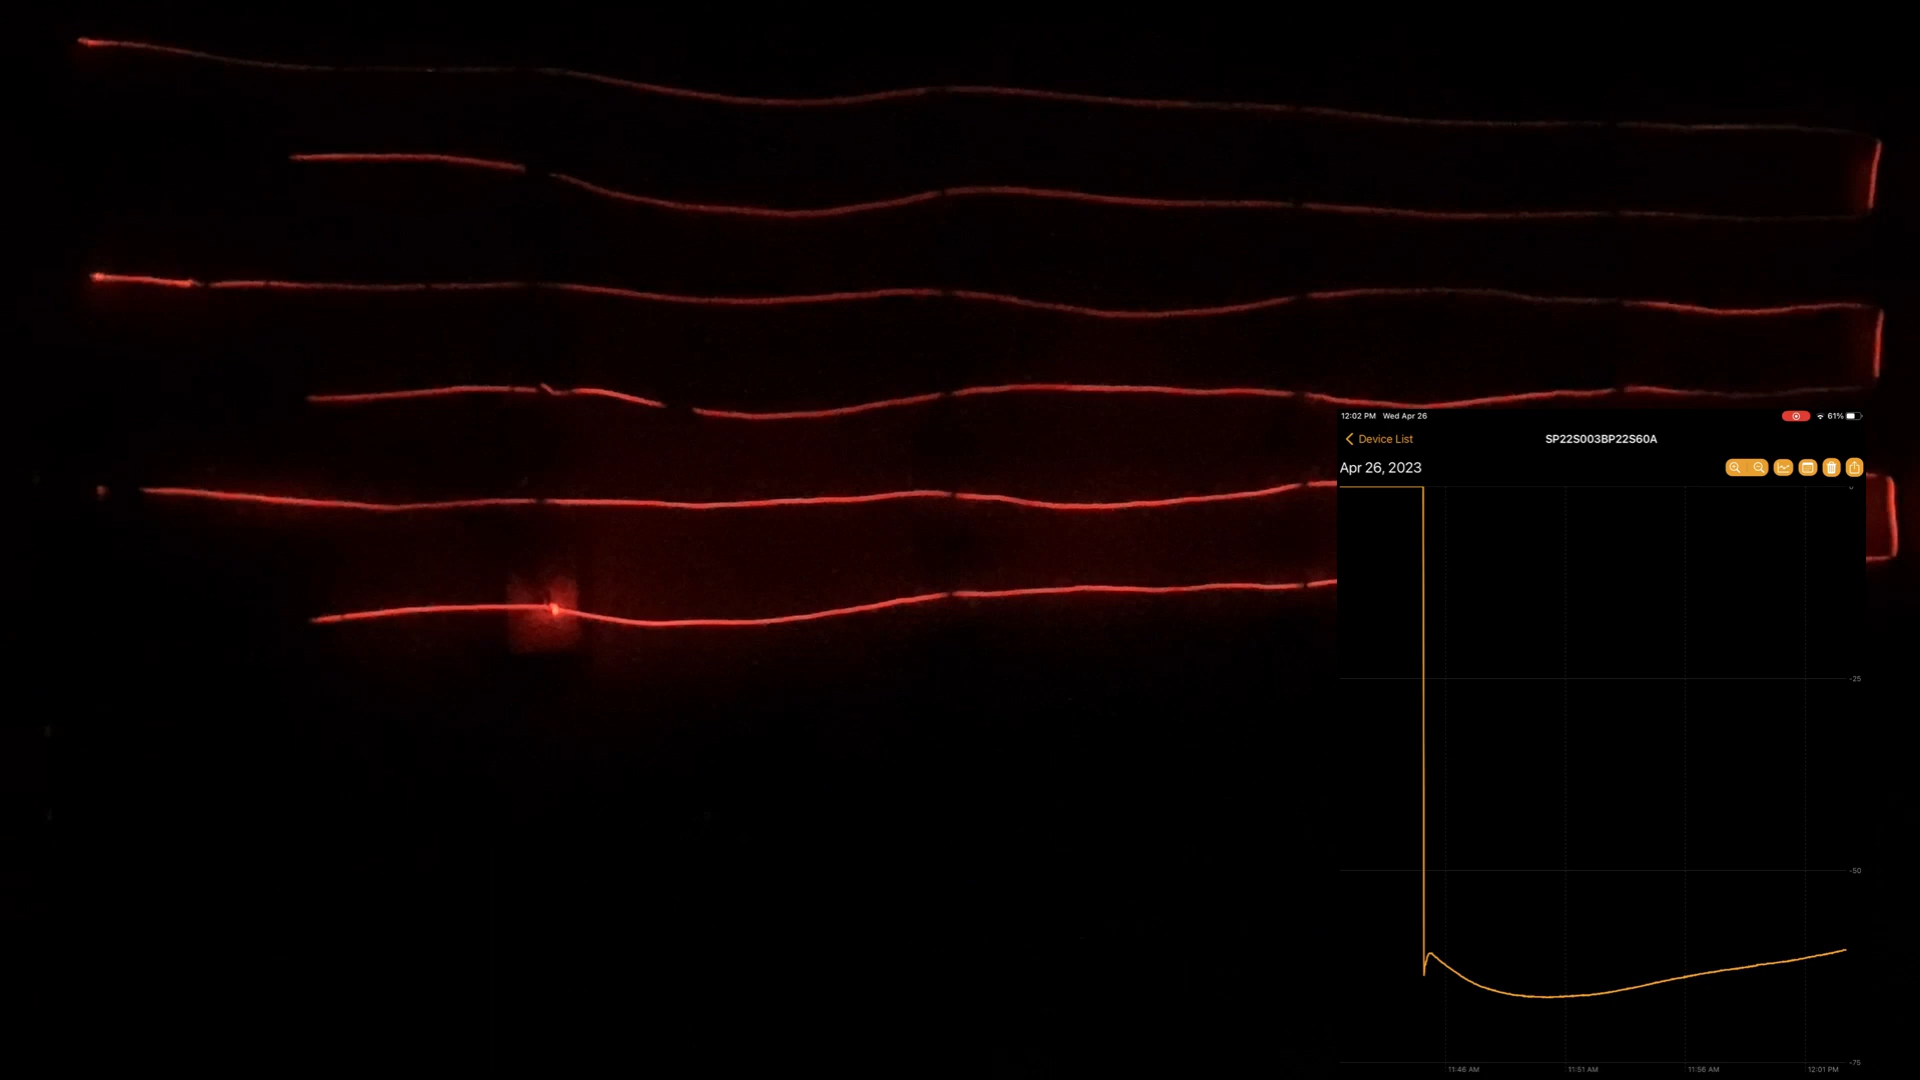 12:02 PM Wed Apr 26 61%
Device List SP22S003BP22S60A
Apr 26, 2023
0
-25
-50
-75
11:46 AM 11:51 AM 11:56 AM 12:01 PM